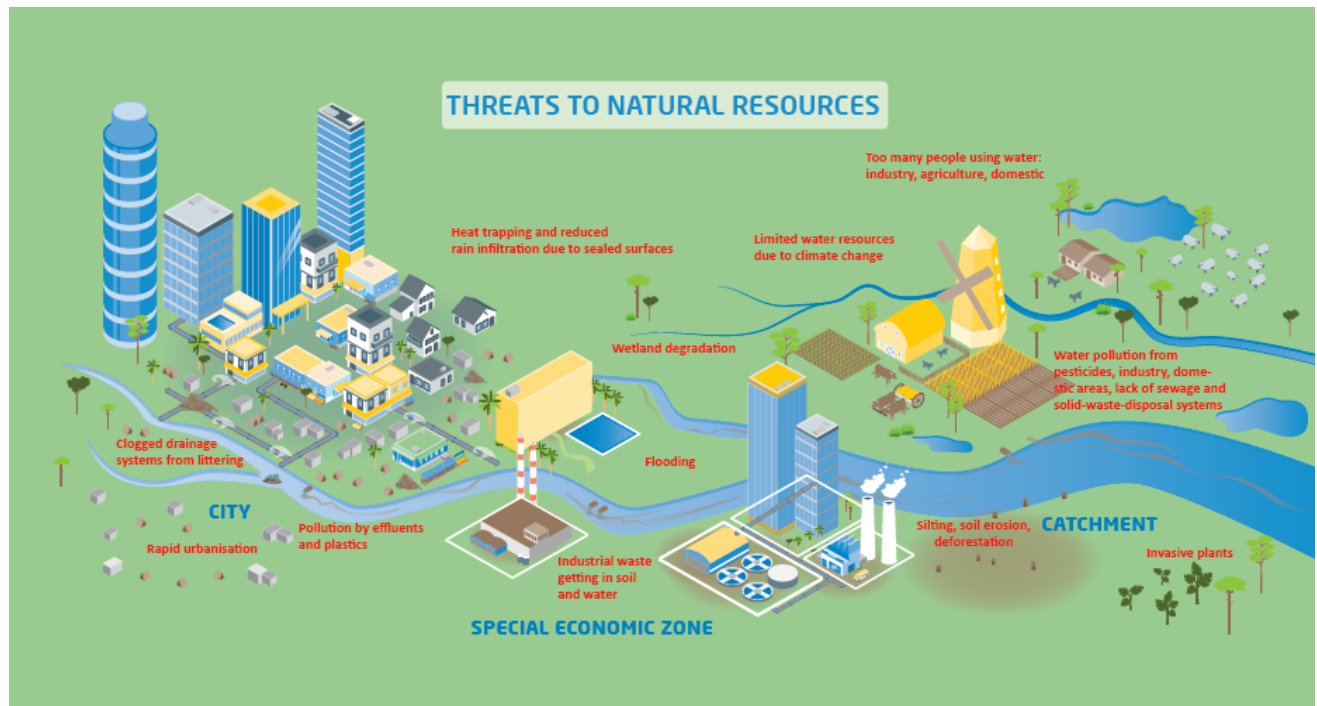 THREATS TO NATURAL RESOURCES
Too many people using water:
industry, agriculture, domestic
Heat trapping and reduced
rain infiltration due to sealed surfaces
Limited water resources
due to climate change
Wetland degradation
Water pollution from
pesticides, industry, dome-
stic areas, lack of sewage and
solid-waste-disposal systems
Clogged drainage
systems from littering
Flooding
CITY
Pollution by effluents
and plastics
Rapid urbanisation
Industrial waste
getting in soil
and water
SPECIAL ECONOMIC ZONE
Silting, soil erosion,
deforestation
CATCHMENT
Invasive plants